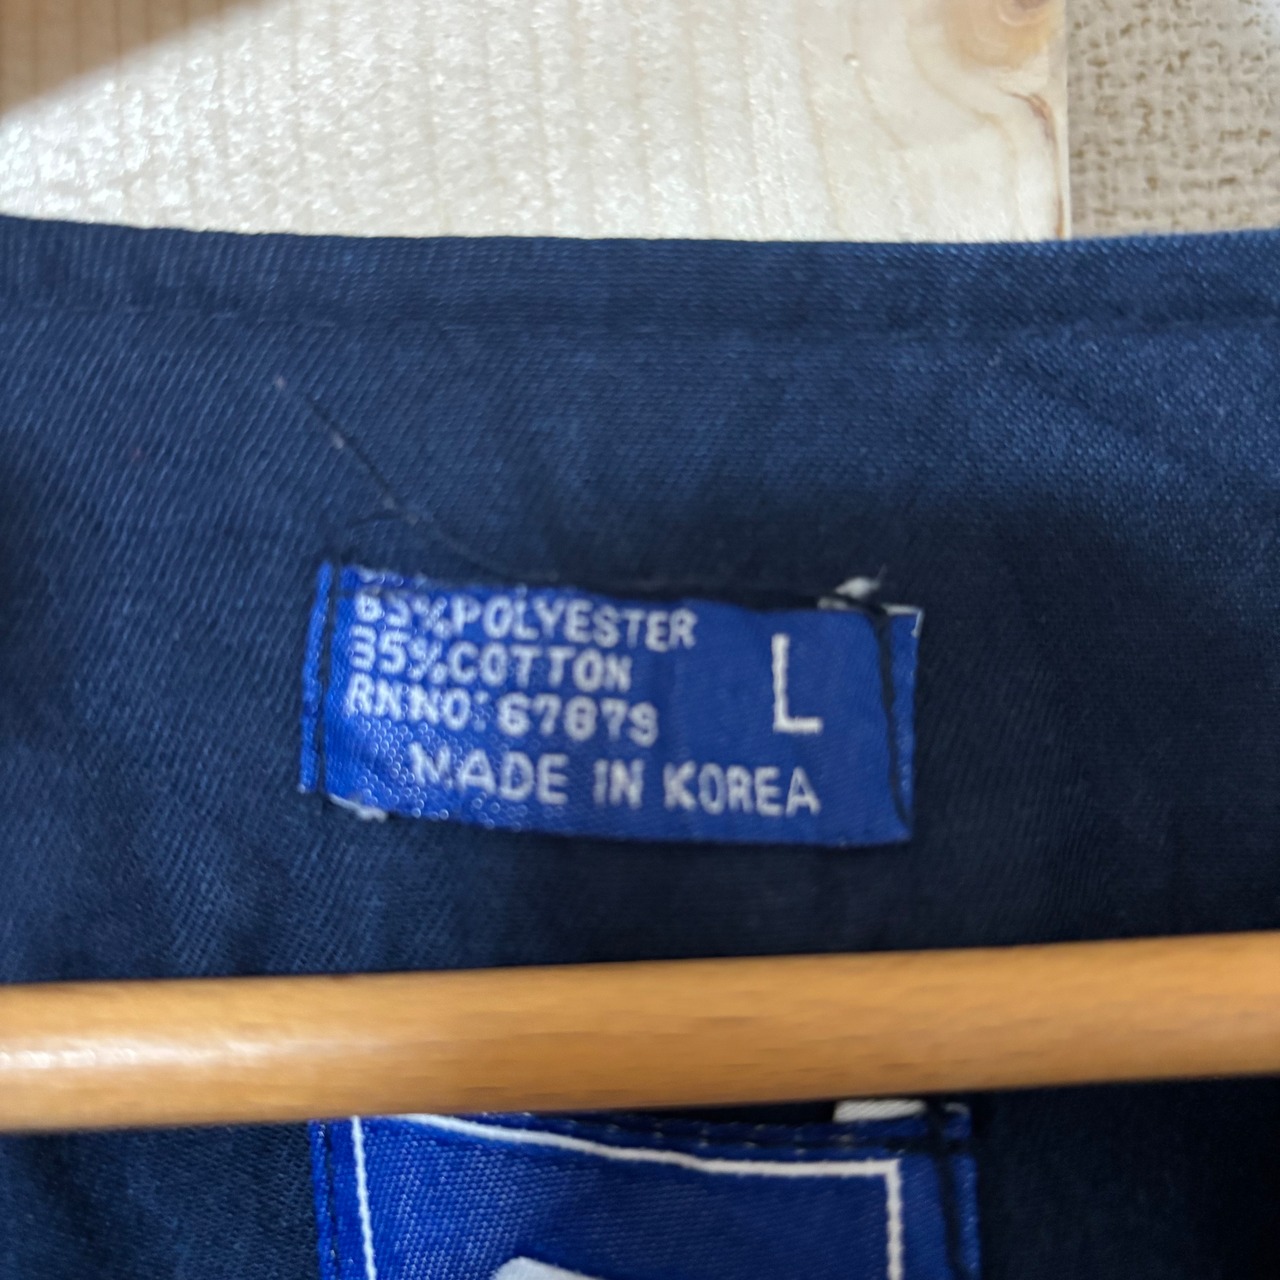 65%POLYESTER
35%COTTON
RN NO: 67879
L
MADE IN KOREA